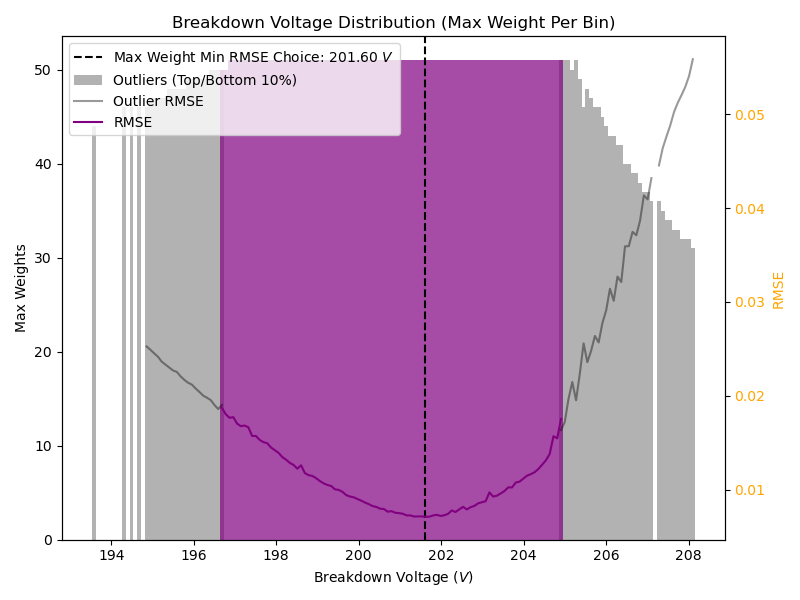 Breakdown Voltage Distribution (Max Weight Per Bin)
Max Weight Min RMSE Choice: 201.60 V
Outliers (Top/Bottom 10%)
Outlier RMSE
RMSE
50
40
30
20
10
0
Max Weights
0.05
0.04
0.03
0.02
0.01
RMSE
194 196 198 200 202 204 206 208
Breakdown Voltage (V)